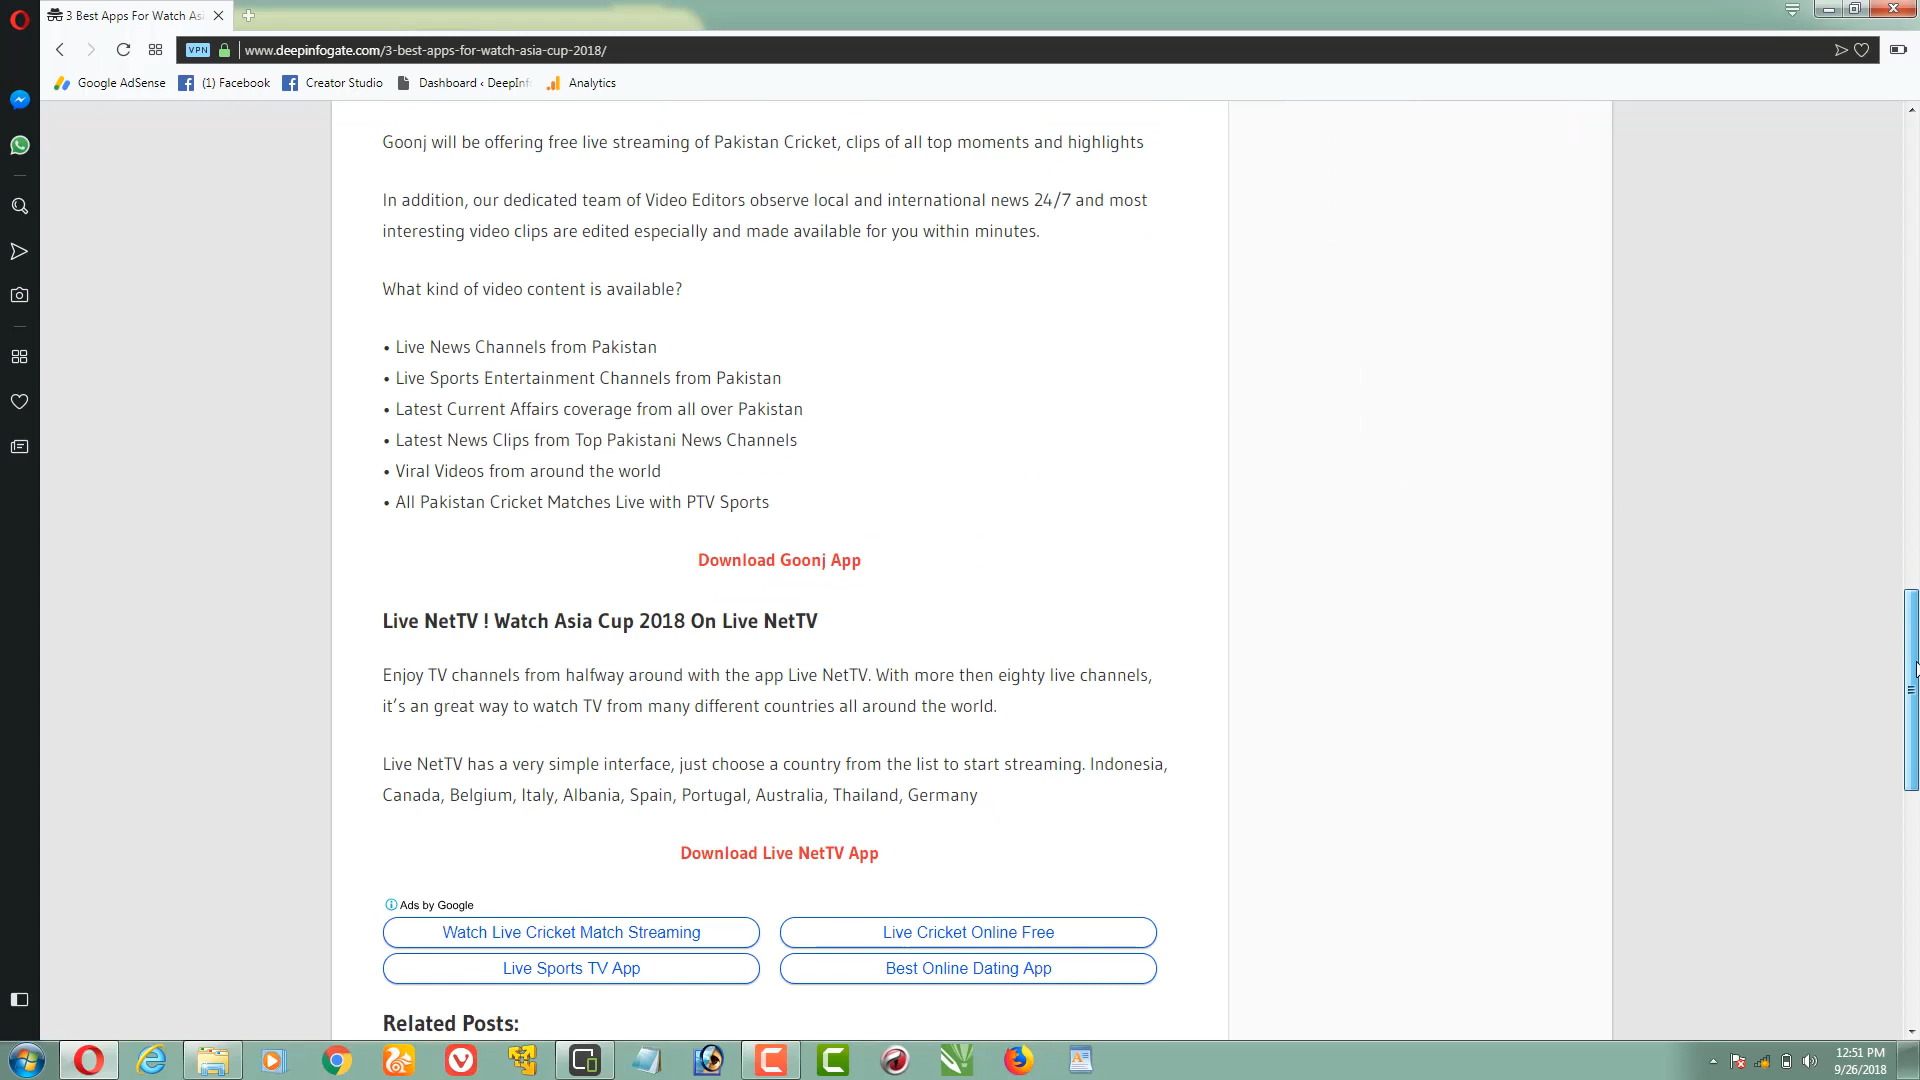 3 Best Apps For Watch Asi
VPN
www.deepinfogate.com/3-best-apps-for-watch-asia-cup-2018/
Google AdSense
(1) Facebook
Creator Studio
Dashboard ‹ DeepInf
Analytics
Goonj will be offering free live streaming of Pakistan Cricket, clips of all top moments and highlights
In addition, our dedicated team of Video Editors observe local and international news 24/7 and most
interesting video clips are edited especially and made available for you within minutes.
What kind of video content is available?
• Live News Channels from Pakistan
• Live Sports Entertainment Channels from Pakistan
• Latest Current Affairs coverage from all over Pakistan
• Latest News Clips from Top Pakistani News Channels
• Viral Videos from around the world
• All Pakistan Cricket Matches Live with PTV Sports
Download Goonj App
Live NetTV ! Watch Asia Cup 2018 On Live NetTV
Enjoy TV channels from halfway around with the app Live NetTV. With more then eighty live channels,
it’s an great way to watch TV from many different countries all around the world.
Live NetTV has a very simple interface, just choose a country from the list to start streaming. Indonesia,
Canada, Belgium, Italy, Albania, Spain, Portugal, Australia, Thailand, Germany
Download Live NetTV App
Ads by Google
Watch Live Cricket Match Streaming
Live Cricket Online Free
Live Sports TV App
Best Online Dating App
Related Posts:
12:51 PM
9/26/2018